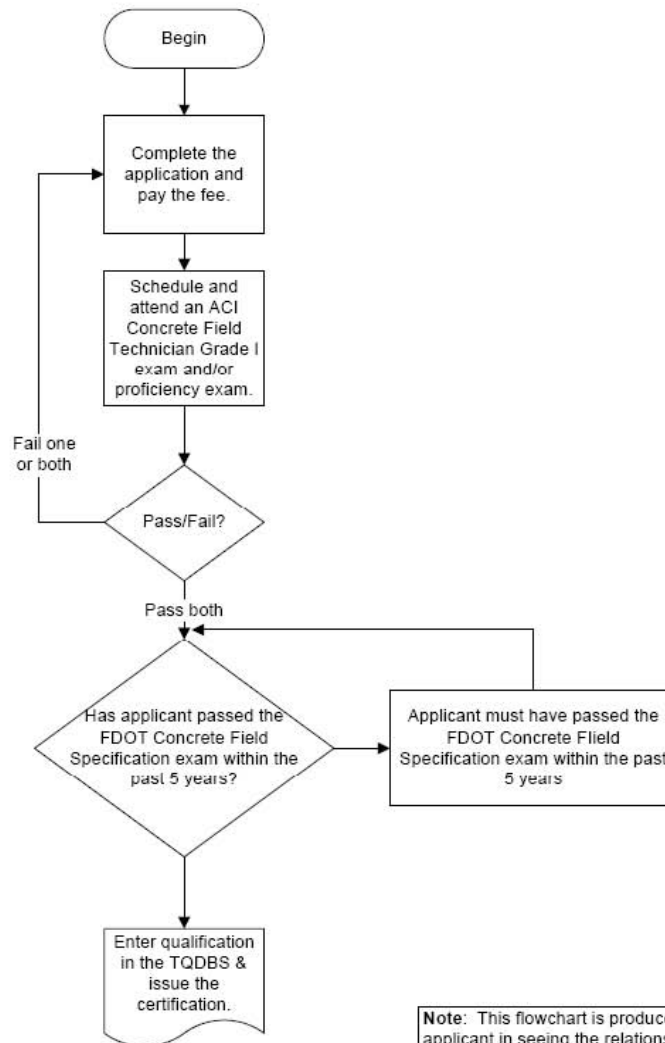 Begin
Complete the
application and
pay the fee.
Schedule and
attend an ACI
Concrete Field
Technician Grade I
exam and/or
proficiency exam.
Fail one
or both
Pass/Fail?
Pass both
Has applicant passed the
FDOT Concrete Field
Specification exam within the
past 5 years?
Applicant must have passed the
FDOT Concrete Flield
Specification exam within the past
5 years
Enter qualification
in the TQDBS &
issue the
certification.
Note: This flowchart is produce
applicant in seeing the relations